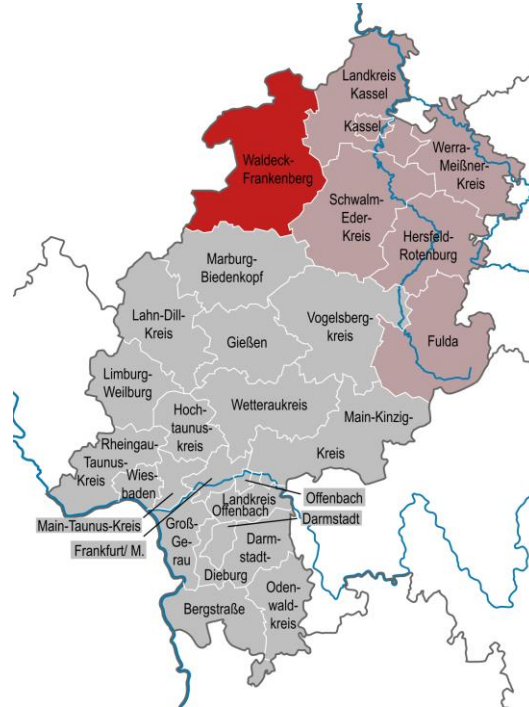 Landkreis
Kassel
Kassel
Waldeck-
Frankenberg
Werra-
Meißner-
Kreis
Schwalm-
Eder-
Kreis
Hersfeld-
Rotenburg
Marburg-
Biedenkopf
Lahn-Dill-
Kreis
Gießen
Vogelsberg-
kreis
Fulda
Limburg-
Weilburg
Hoch-
taunus-
kreis
Wetteraukreis
Main-Kinzig-
Kreis
Rheingau-
Taunus-
Kreis
Wies-
baden
Main-Taunus-Kreis
Frankfurt/ M.
Landkreis
Offenbach
Offenbach
Darmstadt
Groß-
Ge-
rau
Darm-
stadt-
Dieburg
Bergstraße
Oden-
wald-
kreis